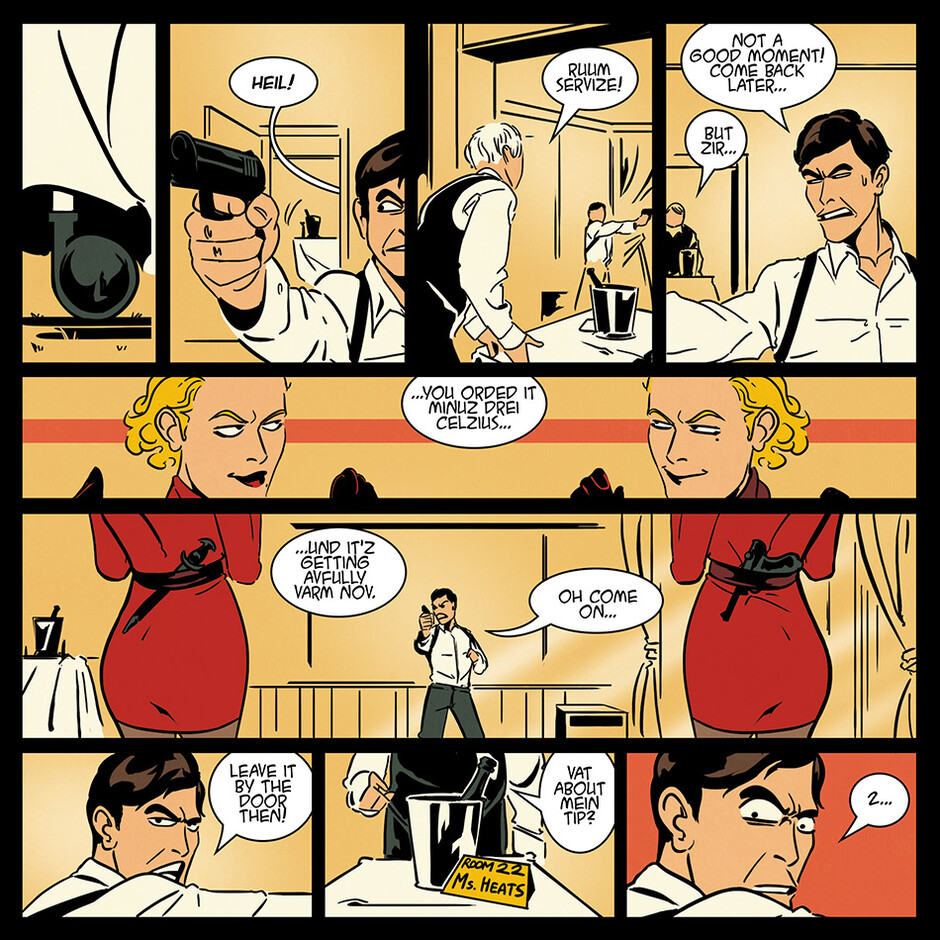 HEIL!
RUUM
SERVIZE!
NOT A
GOOD MOMENT!
COME BACK
LATER...
BUT
ZIR...
...YOU ORDED IT
MINUZ DREI
CELZIUS...
...UND IT'Z
GETTING
AVFULLY
VARM NOV.
OH COME
ON...
7
LEAVE IT
BY THE
DOOR
THEN!
VAT
ABOUT
MEIN
TIP?
ROOM 22
MS. HEATS
2...